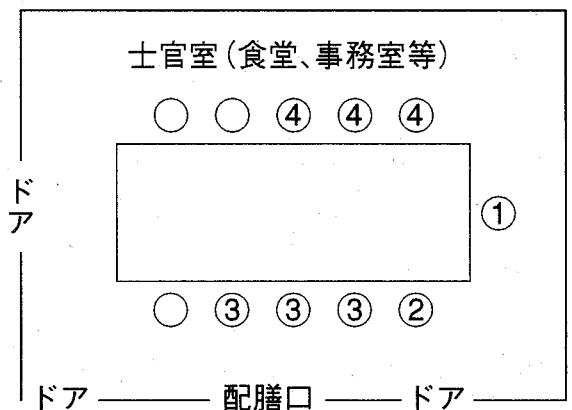 士官室(食堂、事務室等)
④ ④ ④
ドア
①
③ ③ ③ ②
ドア 配膳口 ドア